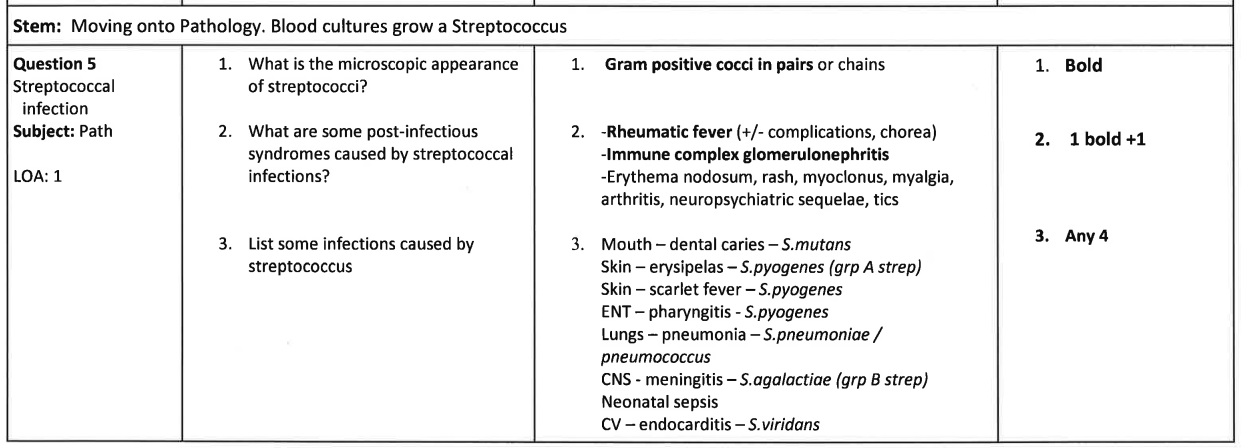 Stem: Moving onto Pathology. Blood cultures grow a Streptococcus
Question 5
Streptococcal
infection
Subject: Path
LOA: 1
1. What is the microscopic appearance
of streptococci?
2. What are some post-infectious
syndromes caused by streptococcal
infections?
3. List some infections caused by
streptococcus
1. Gram positive cocci in pairs or chains
2. -Rheumatic fever (+/- complications, chorea)
-Immune complex glomerulonephritis
-Erythema nodosum, rash, myoclonus, myalgia,
arthritis, neuropsychiatric sequelae, tics
3. Mouth – dental caries – S.mutans
Skin – erysipelas – S.pyogenes (grp A strep)
Skin – scarlet fever – S.pyogenes
ENT – pharyngitis - S.pyogenes
Lungs – pneumonia – S.pneumoniae /
pneumococcus
CNS - meningitis – S.agalactiae (grp B strep)
Neonatal sepsis
CV – endocarditis – S.viridans
1. Bold
2. 1 bold +1
3. Any 4